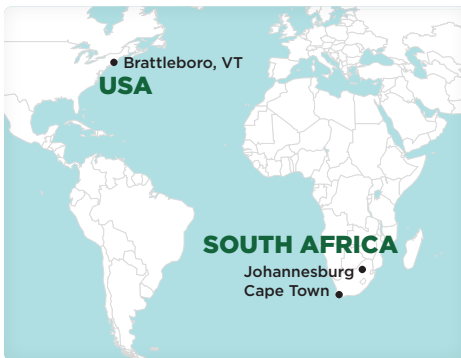 Brattleboro, VT
USA
SOUTH AFRICA
Johannesburg
Cape Town